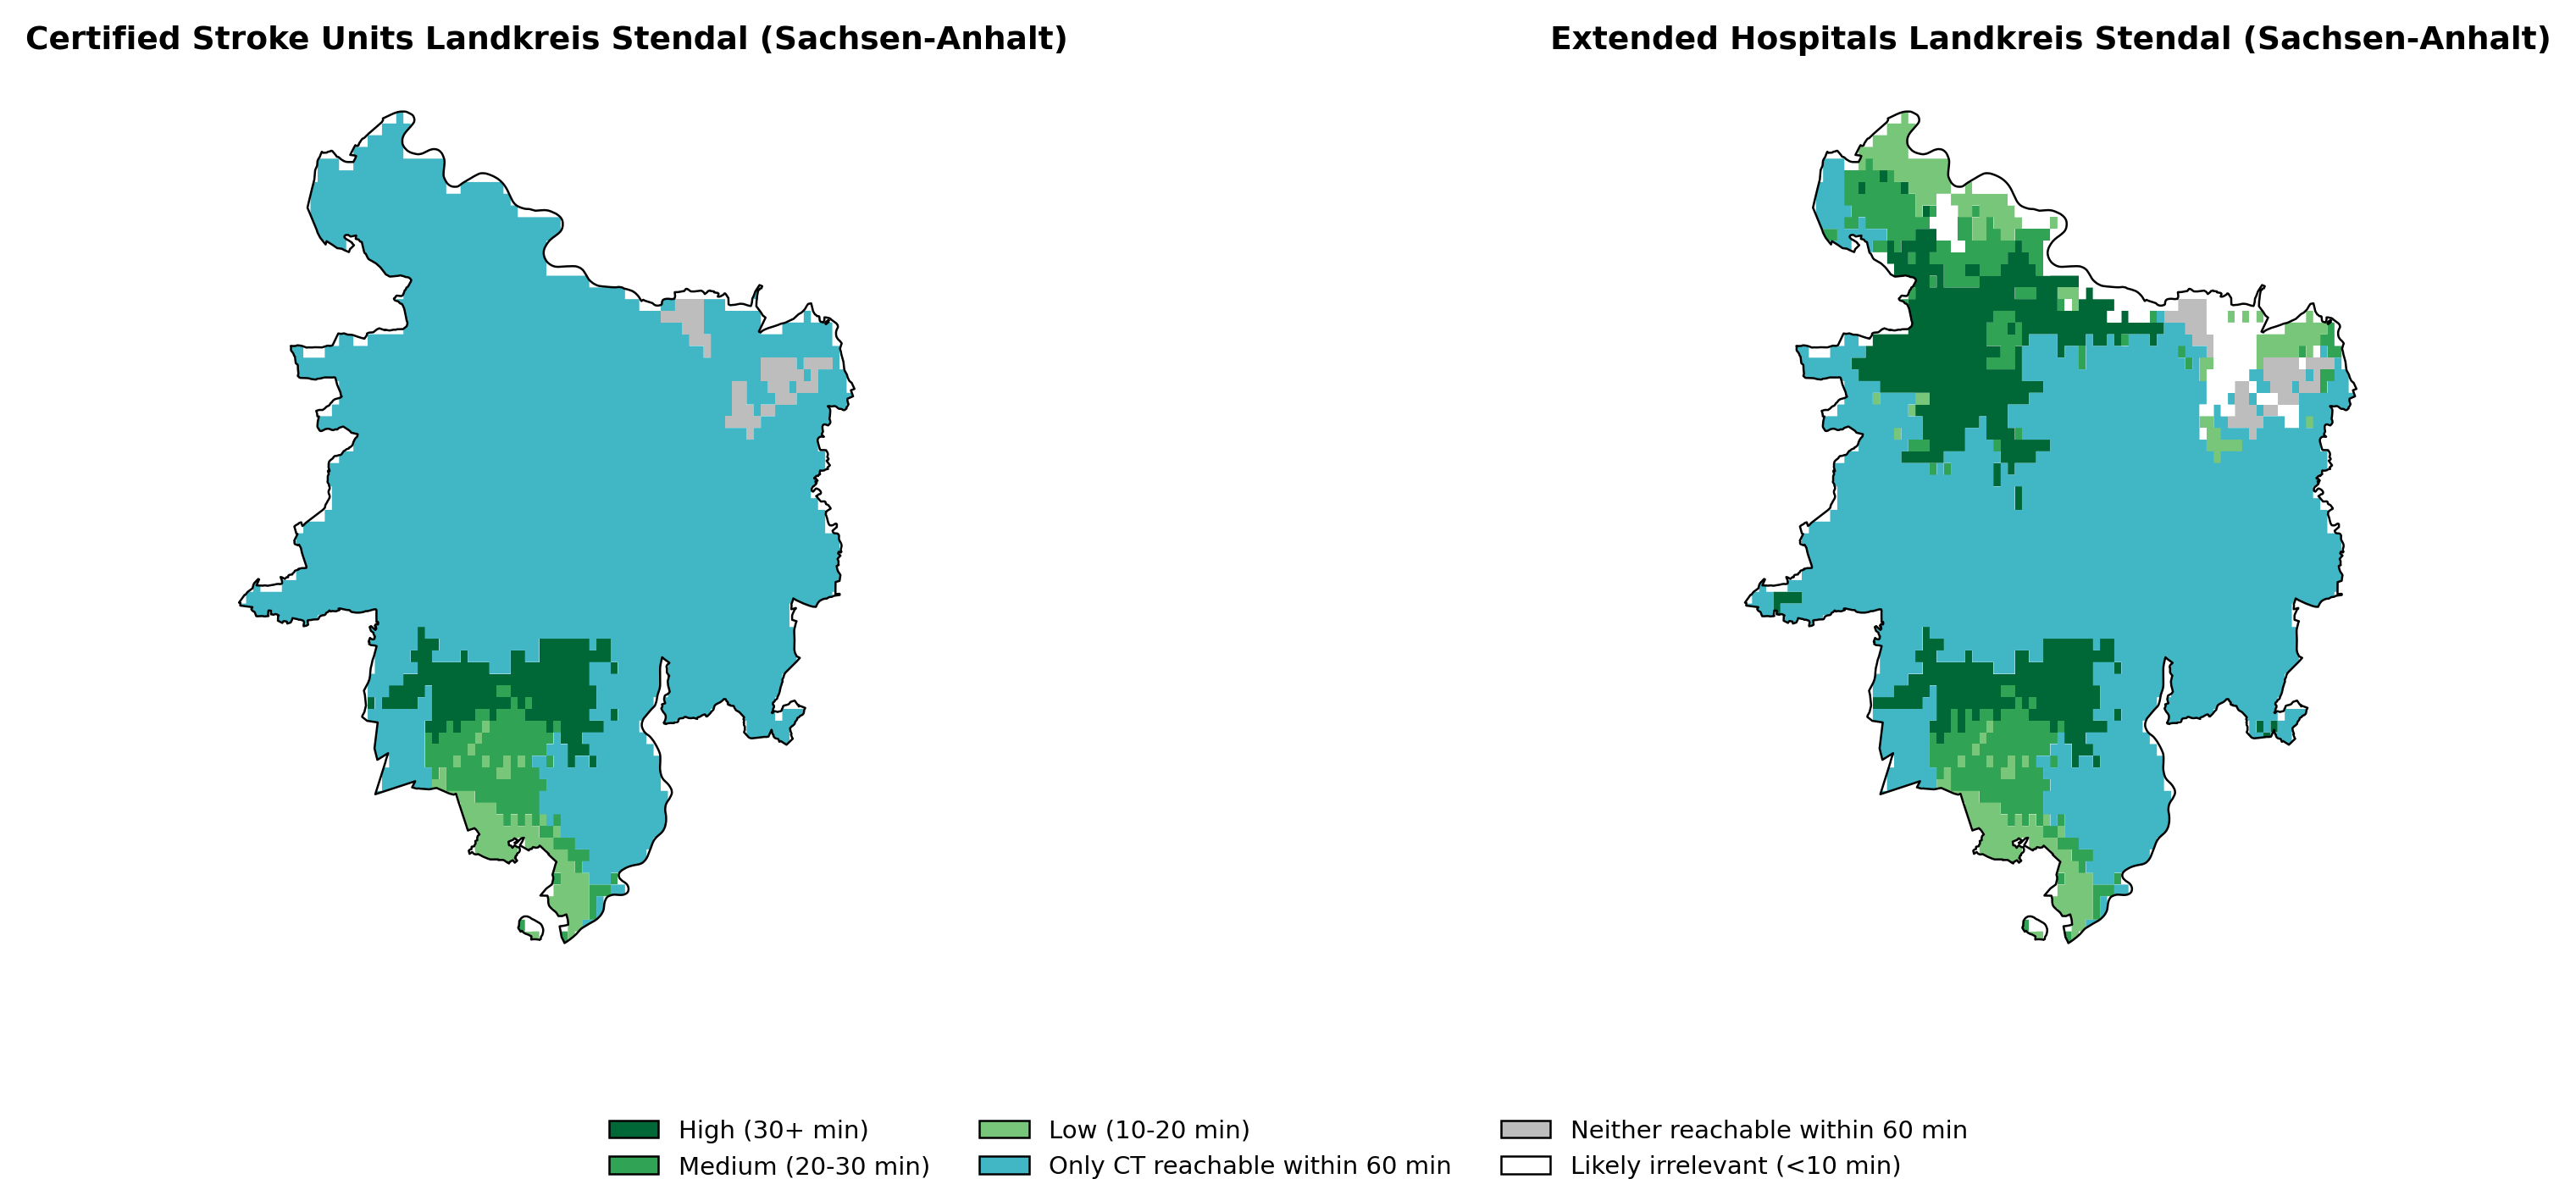 Certified Stroke Units Landkreis Stendal (Sachsen-Anhalt)
Extended Hospitals Landkreis Stendal (Sachsen-Anhalt)
High (30+ min)
Medium (20-30 min)
Low (10-20 min)
Only CT reachable within 60 min
Neither reachable within 60 min
Likely irrelevant (<10 min)